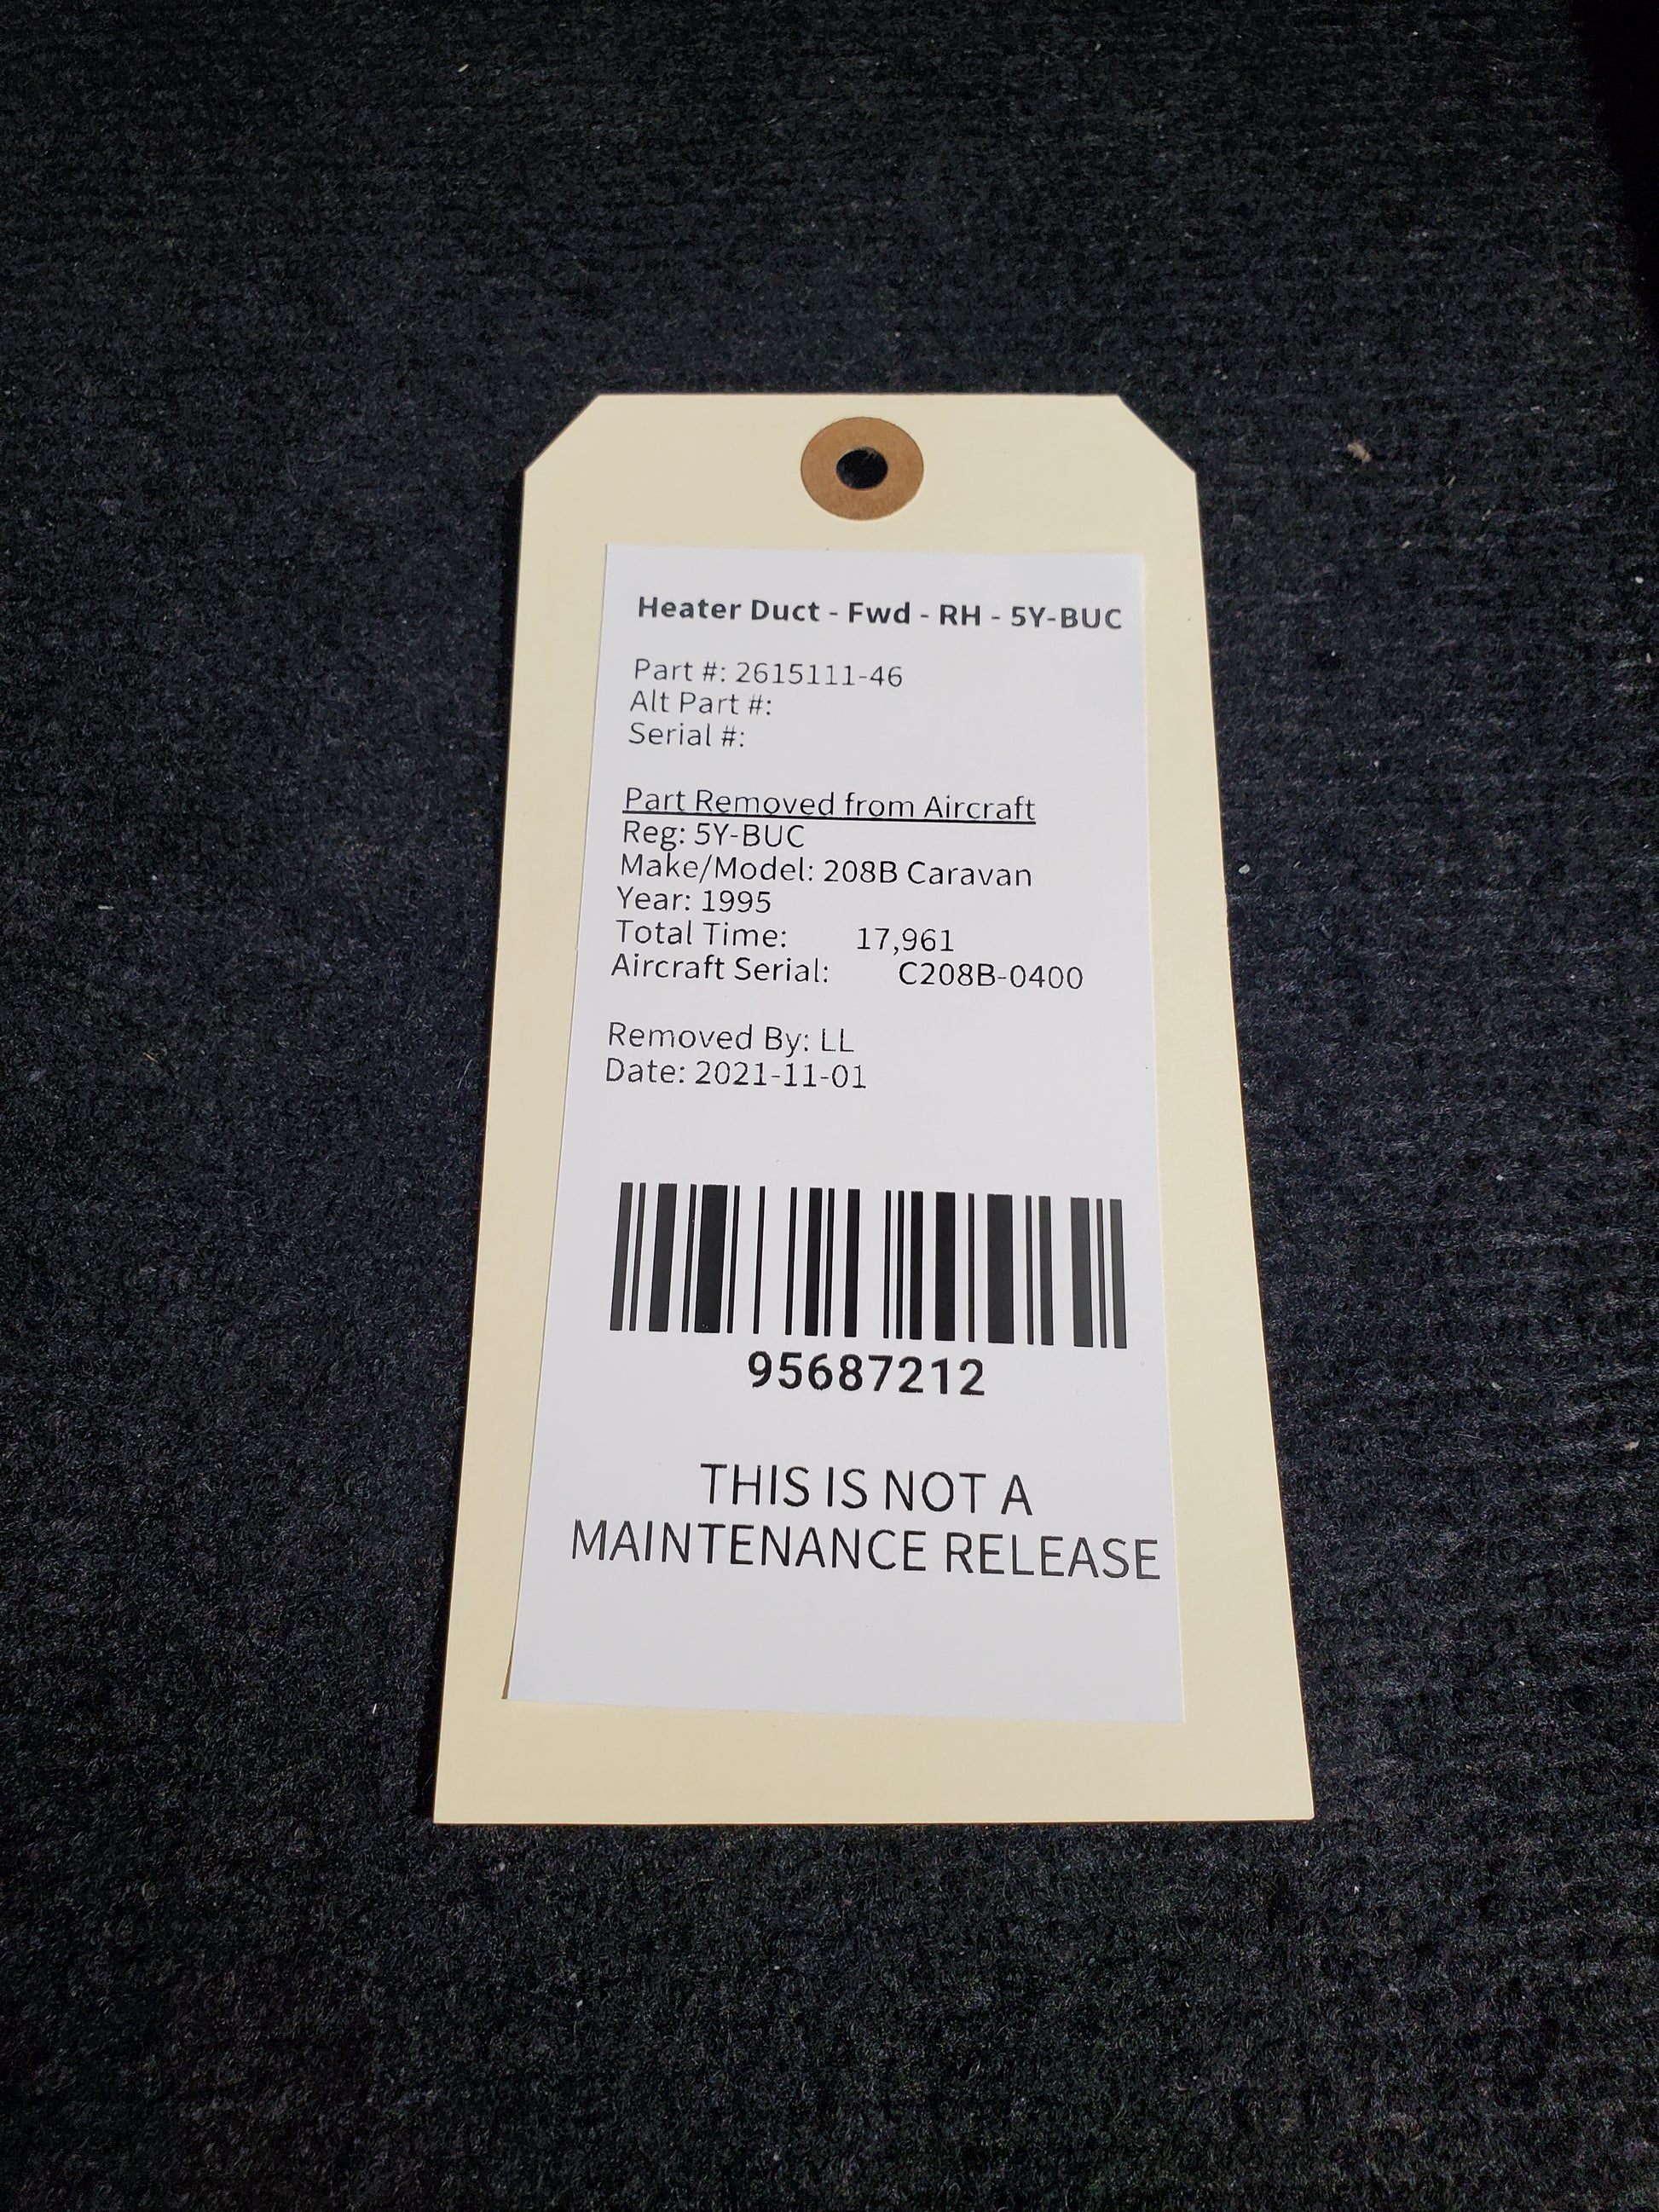 Heater Duct - Fwd - RH - 5Y-BUC
Part #: 2615111-46
Alt Part #:
Serial #:
Part Removed from Aircraft
Reg: 5Y-BUC
Make/Model: 208B Caravan
Year: 1995
Total Time: 17,961
Aircraft Serial: C208B-0400
Removed By: LL
Date: 2021-11-01
95687212
THIS IS NOT A
MAINTENANCE RELEASE